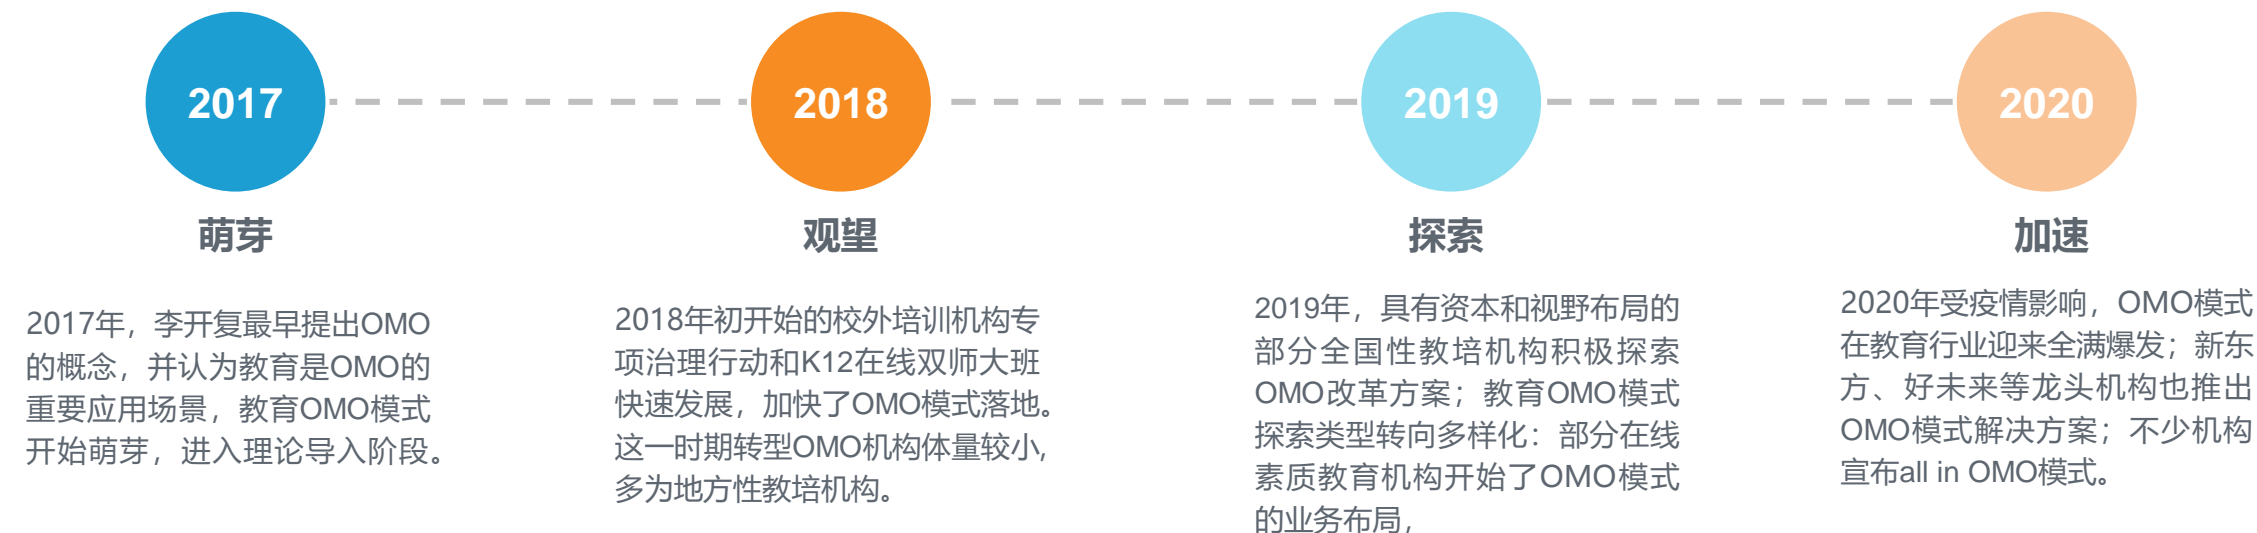 2017
2018
2019
2020
萌芽
观望
探索
加速
2017年，李开复最早提出OMO
的概念，并认为教育是OMO的
重要应用场景，教育OMO模式
开始萌芽，进入理论导入阶段。
2018年初开始的校外培训机构专
项治理行动和K12在线双师大班
快速发展，加快了OMO模式落地。
这一时期转型OMO机构体量较小,
多为地方性教培机构。
2019年，具有资本和视野布局的
部分全国性教培机构积极探索
OMO改革方案；教育OMO模式
探索类型转向多样化：部分在线
素质教育机构开始了OMO模式
的业务布局，
2020年受疫情影响，OMO模式
在教育行业迎来全满爆发；新东
方、好未来等龙头机构也推出
OMO模式解决方案；不少机构
宣布all in OMO模式。